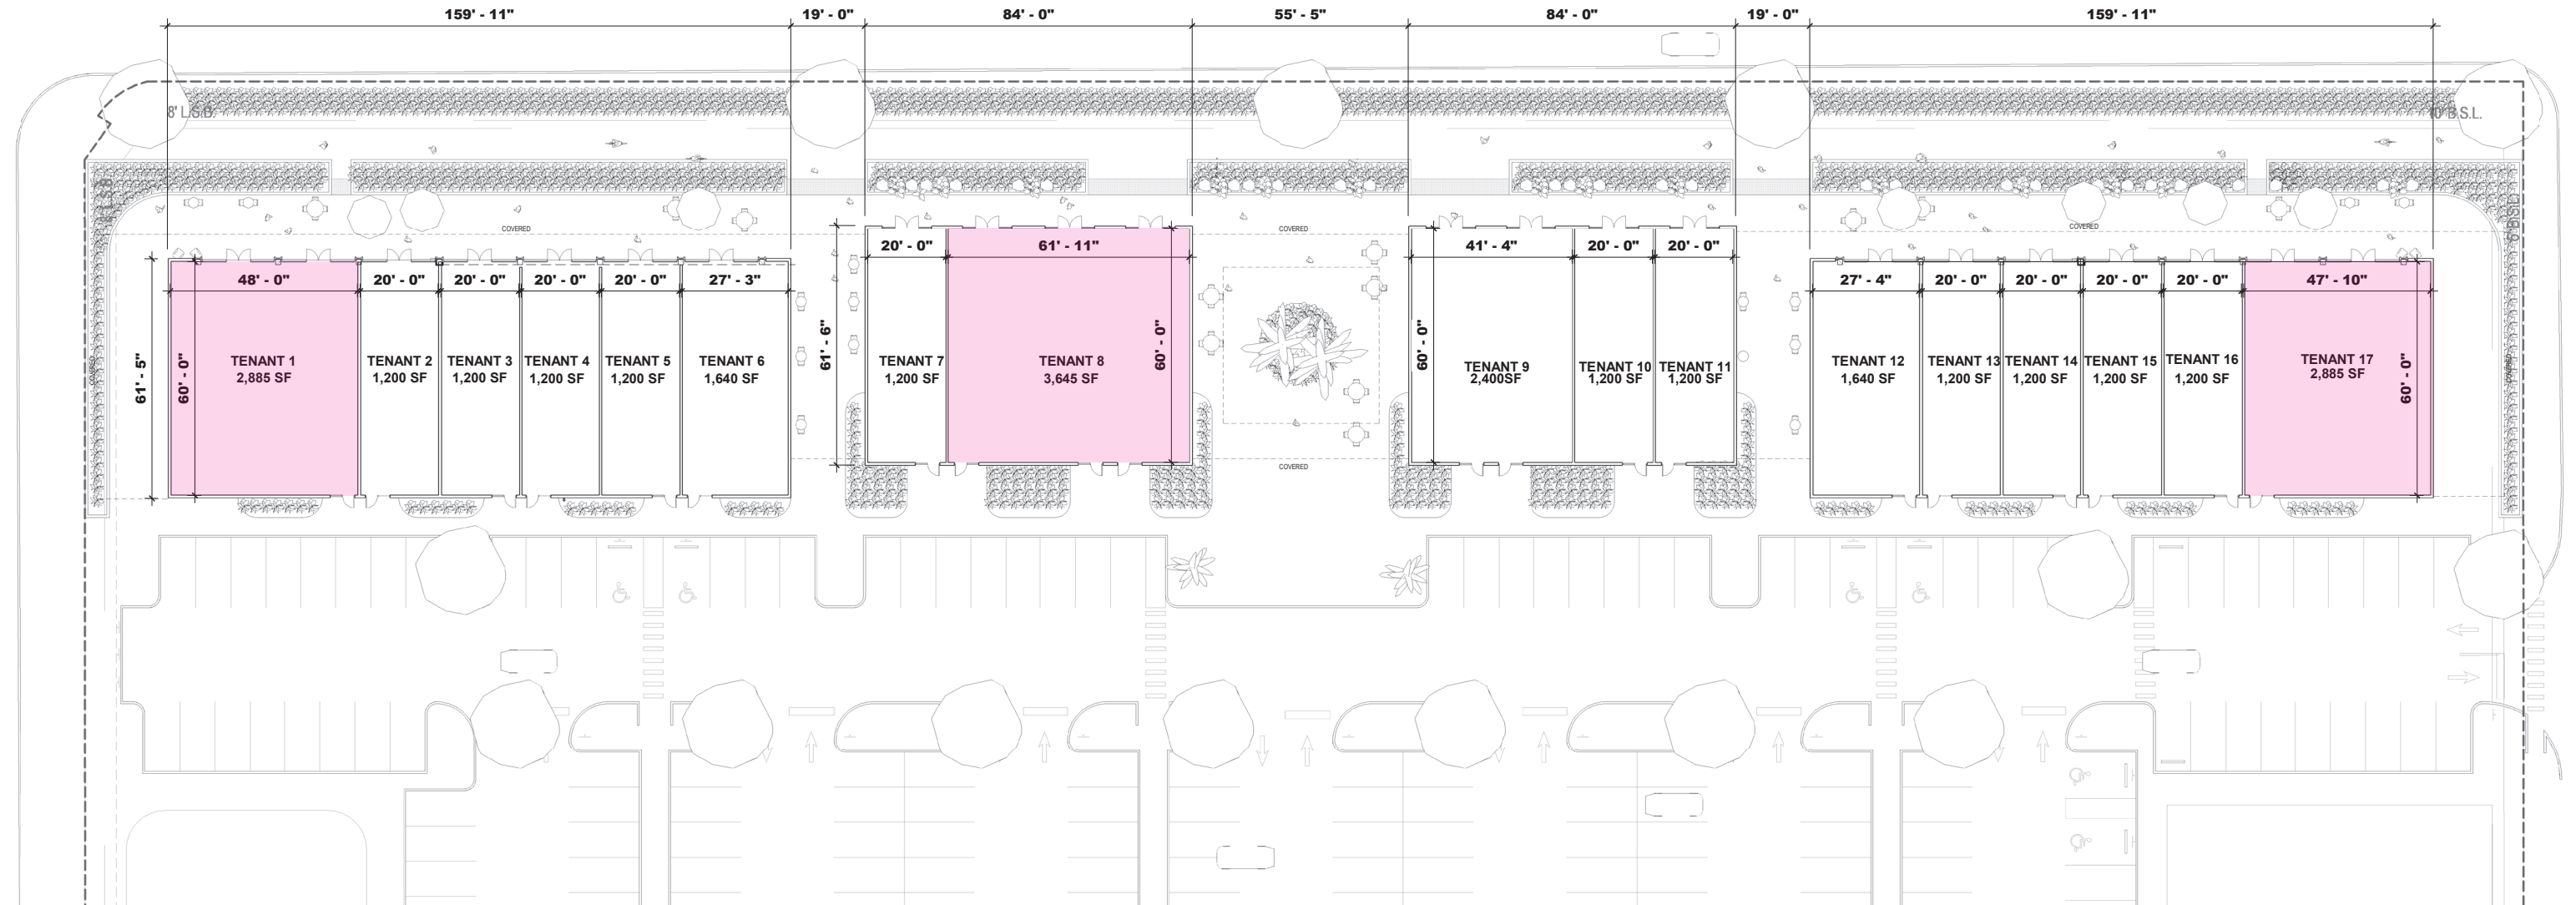 159' - 11"
19' - 0"
84' - 0"
55' - 5"
84' - 0"
19' - 0"
159' - 11"
8' L.S.B.
10' B.S.L.
COVERED
COVERED
COVERED
20' - 0"
61' - 11"
41' - 4"
20' - 0"
20' - 0"
48' - 0"
20' - 0"
20' - 0"
20' - 0"
20' - 0"
27' - 3"
27' - 4"
20' - 0"
20' - 0"
20' - 0"
20' - 0"
47' - 10"
61' - 5"
60' - 0"
TENANT 1
2,885 SF
TENANT 2
1,200 SF
TENANT 3
1,200 SF
TENANT 4
1,200 SF
TENANT 5
1,200 SF
TENANT 6
1,640 SF
61' - 6"
TENANT 7
1,200 SF
TENANT 8
3,645 SF
60' - 0"
60' - 0"
TENANT 9
2,400SF
TENANT 10
1,200 SF
TENANT 11
1,200 SF
TENANT 12
1,640 SF
TENANT 13
1,200 SF
TENANT 14
1,200 SF
TENANT 15
1,200 SF
TENANT 16
1,200 SF
TENANT 17
2,885 SF
60' - 0"
COVERED
COVERED